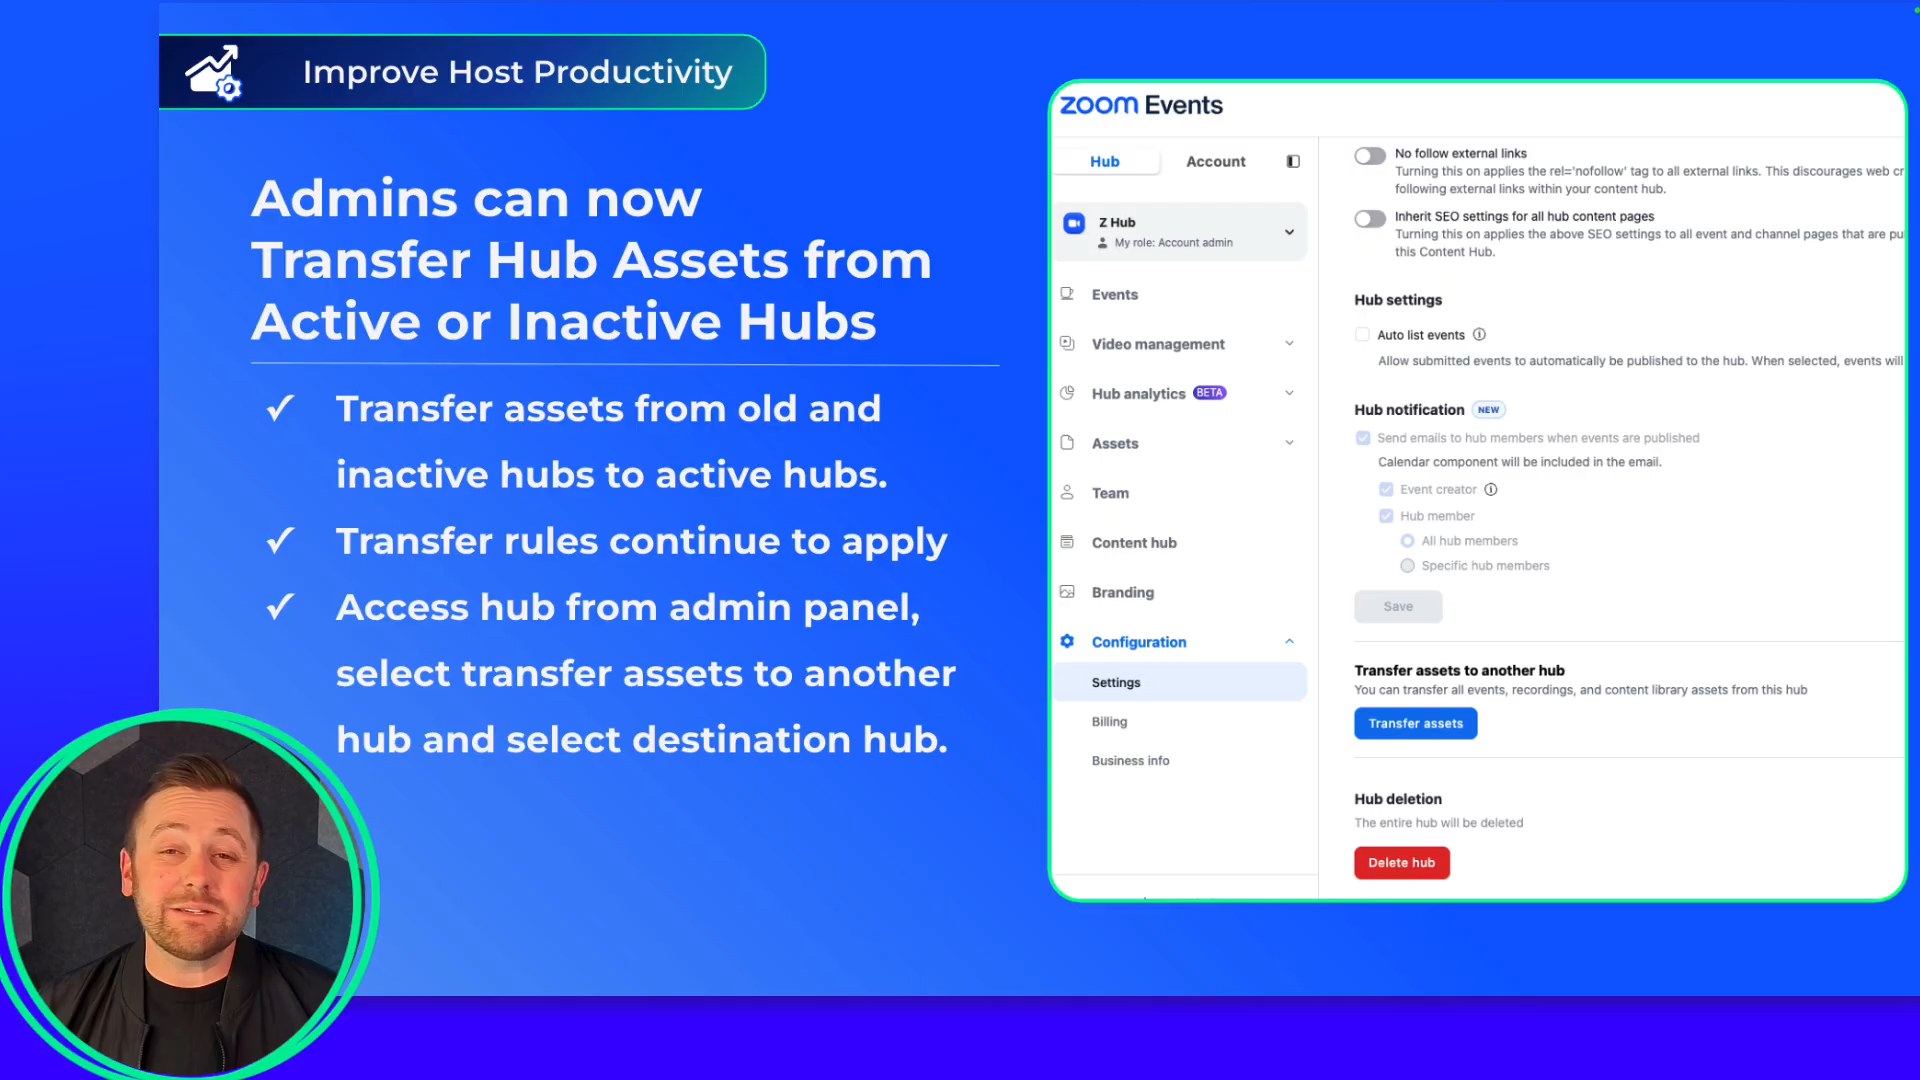 Improve Host Productivity
Admins can now
Transfer Hub Assets from
Active or Inactive Hubs
✓ Transfer assets from old and
inactive hubs to active hubs.
✓ Transfer rules continue to apply
✓ Access hub from admin panel,
select transfer assets to another
hub and select destination hub.
zoom Events
Hub Account
Z Hub
My role: Account admin
Events
Video management
Hub analytics BETA
Assets
Team
Content hub
Branding
Configuration
Settings
Billing
Business info
No follow external links
Turning this on applies the rel='nofollow' tag to all external links. This discourages web cr
following external links within your content hub.
Inherit SEO settings for all hub content pages
Turning this on applies the above SEO settings to all event and channel pages that are pu
this Content Hub.
Hub settings
Auto list events
Allow submitted events to automatically be published to the hub. When selected, events will
Hub notification NEW
Send emails to hub members when events are published
Calendar component will be included in the email.
Event creator
Hub member
All hub members
Specific hub members
Save
Transfer assets to another hub
You can transfer all events, recordings, and content library assets from this hub
Transfer assets
Hub deletion
The entire hub will be deleted
Delete hub